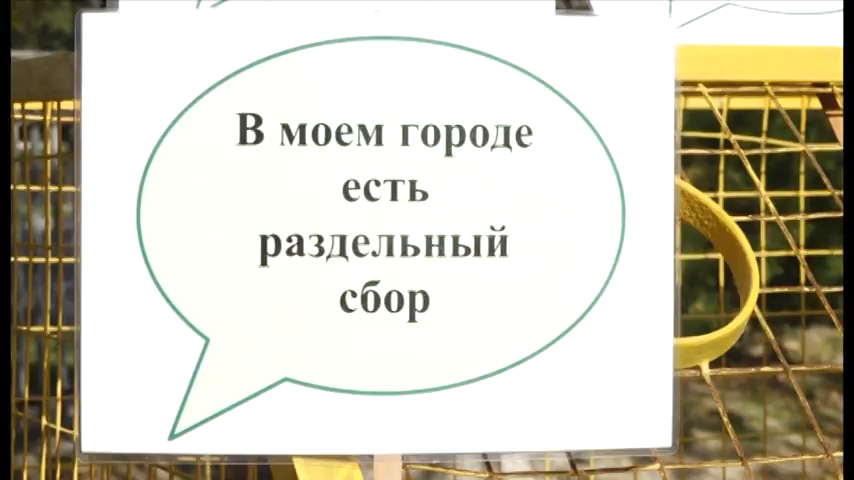 В моем городе
есть
раздельный
сбор